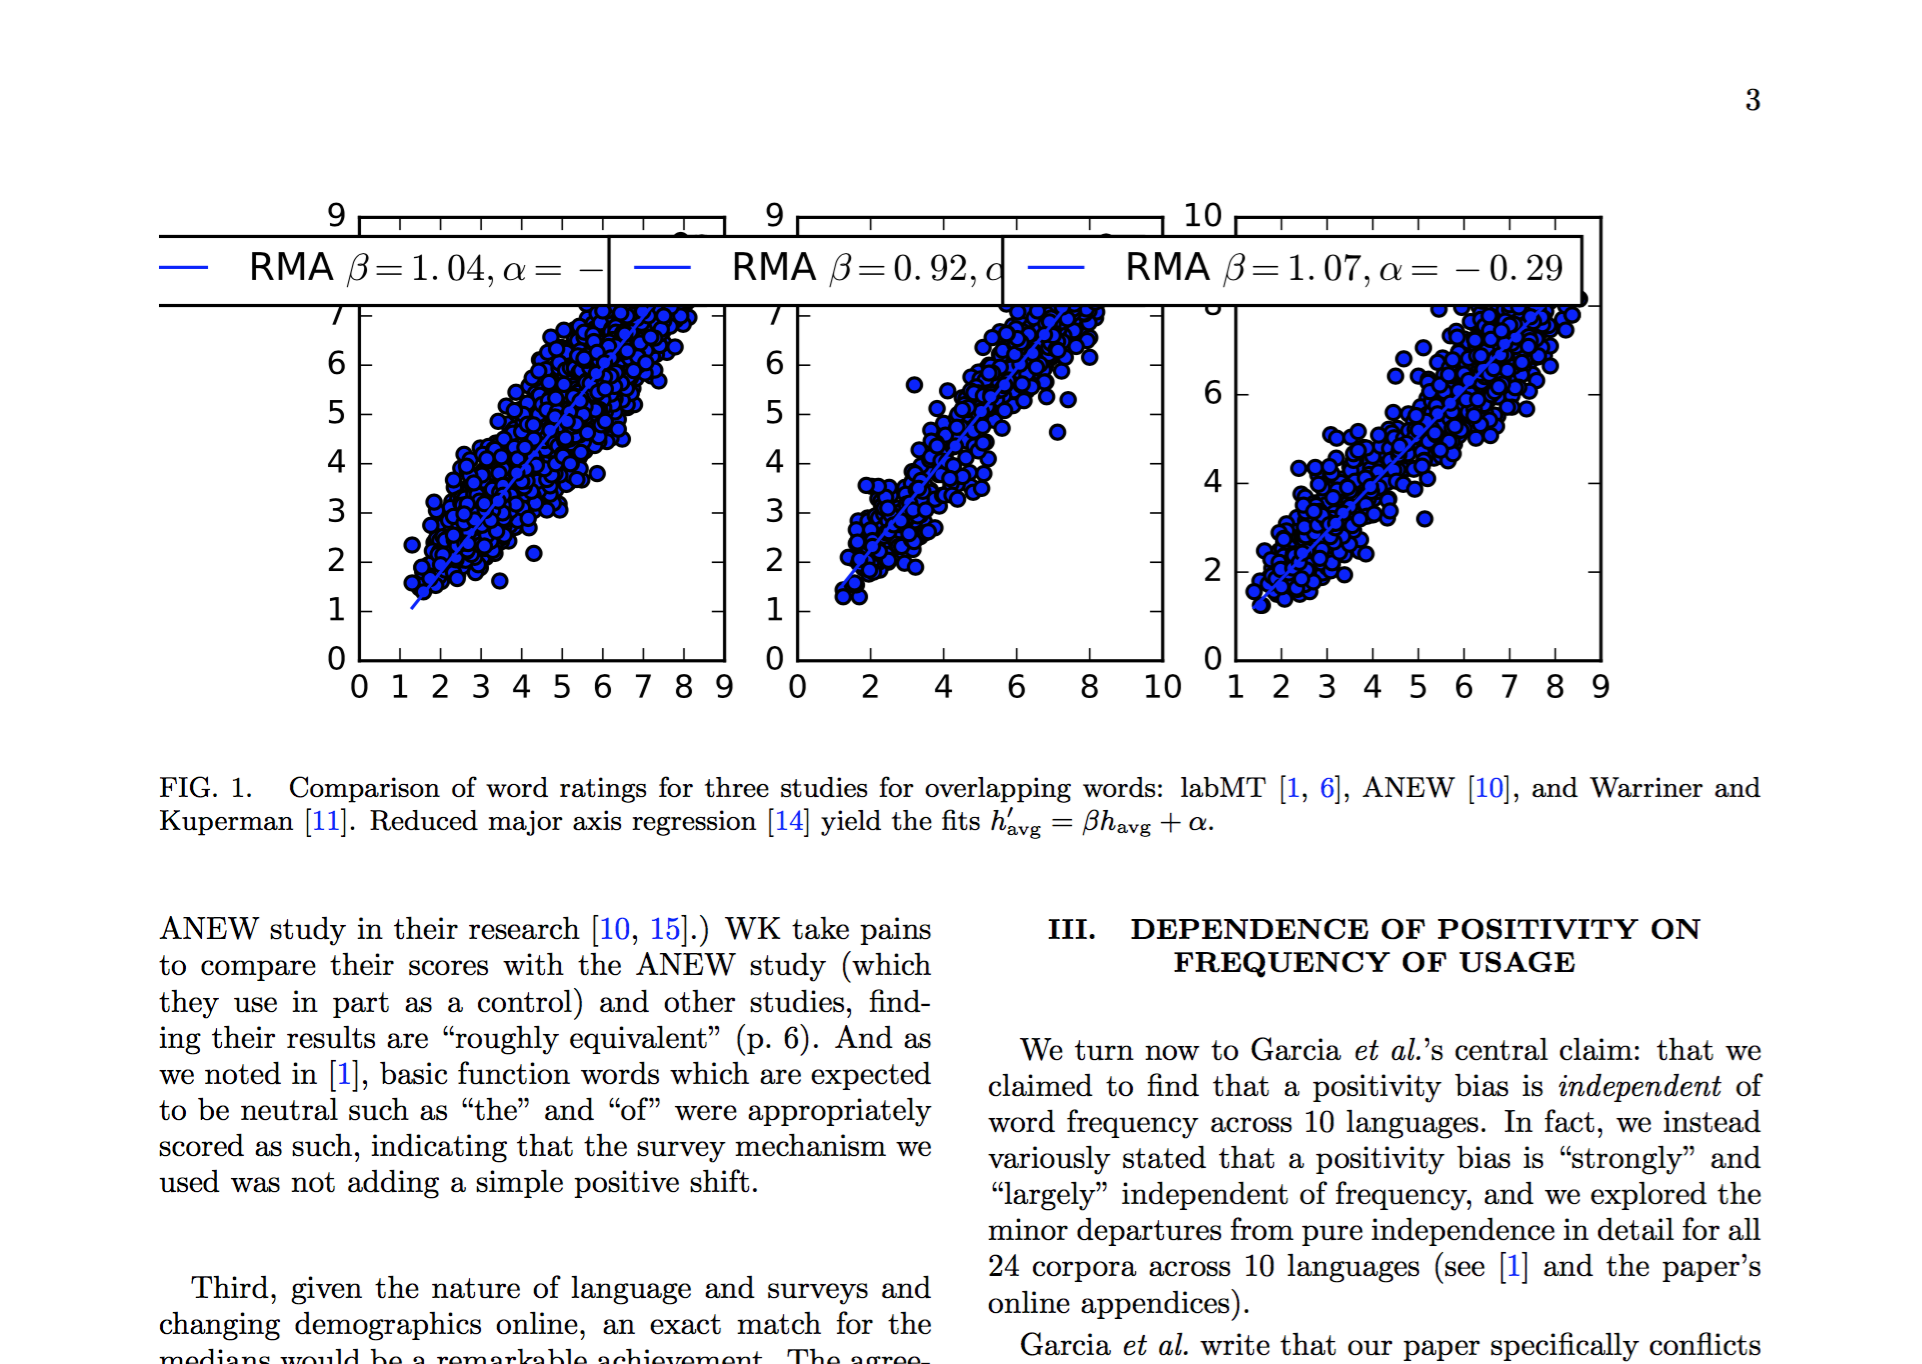 3
9
9
10
RMA β=1.04, α= −
RMA β=0.92, α
RMA β=1.07, α= −0.29
7
6
5
4
3
2
1
0
0 1 2 3 4 5 6 7 8 9
7
6
5
4
3
2
1
0
0 2 4 6 8 10
8
6
4
2
0
1 2 3 4 5 6 7 8 9
FIG. 1. Comparison of word ratings for three studies for overlapping words: labMT [1, 6], ANEW [10], and Warriner and
Kuperman [11]. Reduced major axis regression [14] yield the fits h′avg = βhavg + α.
ANEW study in their research [10, 15].) WK take pains
to compare their scores with the ANEW study (which
they use in part as a control) and other studies, find-
ing their results are “roughly equivalent” (p. 6). And as
we noted in [1], basic function words which are expected
to be neutral such as “the” and “of” were appropriately
scored as such, indicating that the survey mechanism we
used was not adding a simple positive shift.
Third, given the nature of language and surveys and
changing demographics online, an exact match for the
medians would be a remarkable achievement. The agree-
III. DEPENDENCE OF POSITIVITY ON
FREQUENCY OF USAGE
We turn now to Garcia et al.’s central claim: that we
claimed to find that a positivity bias is independent of
word frequency across 10 languages. In fact, we instead
variously stated that a positivity bias is “strongly” and
“largely” independent of frequency, and we explored the
minor departures from pure independence in detail for all
24 corpora across 10 languages (see [1] and the paper’s
online appendices).
Garcia et al. write that our paper specifically conflicts